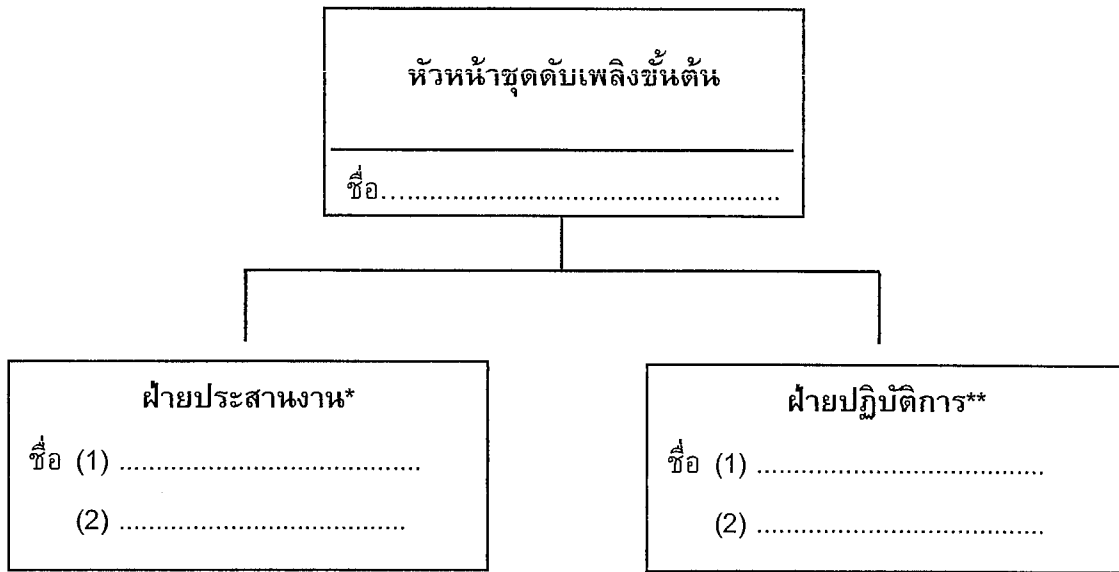 หัวหน้าชุดดับเพลิงขั้นต้น
ชื่อ................................................
ฝ่ายประสานงาน*
ชื่อ (1) ......................................
(2) ....................................
ฝ่ายปฏิบัติการ**
ชื่อ (1) ....................................
(2) ....................................